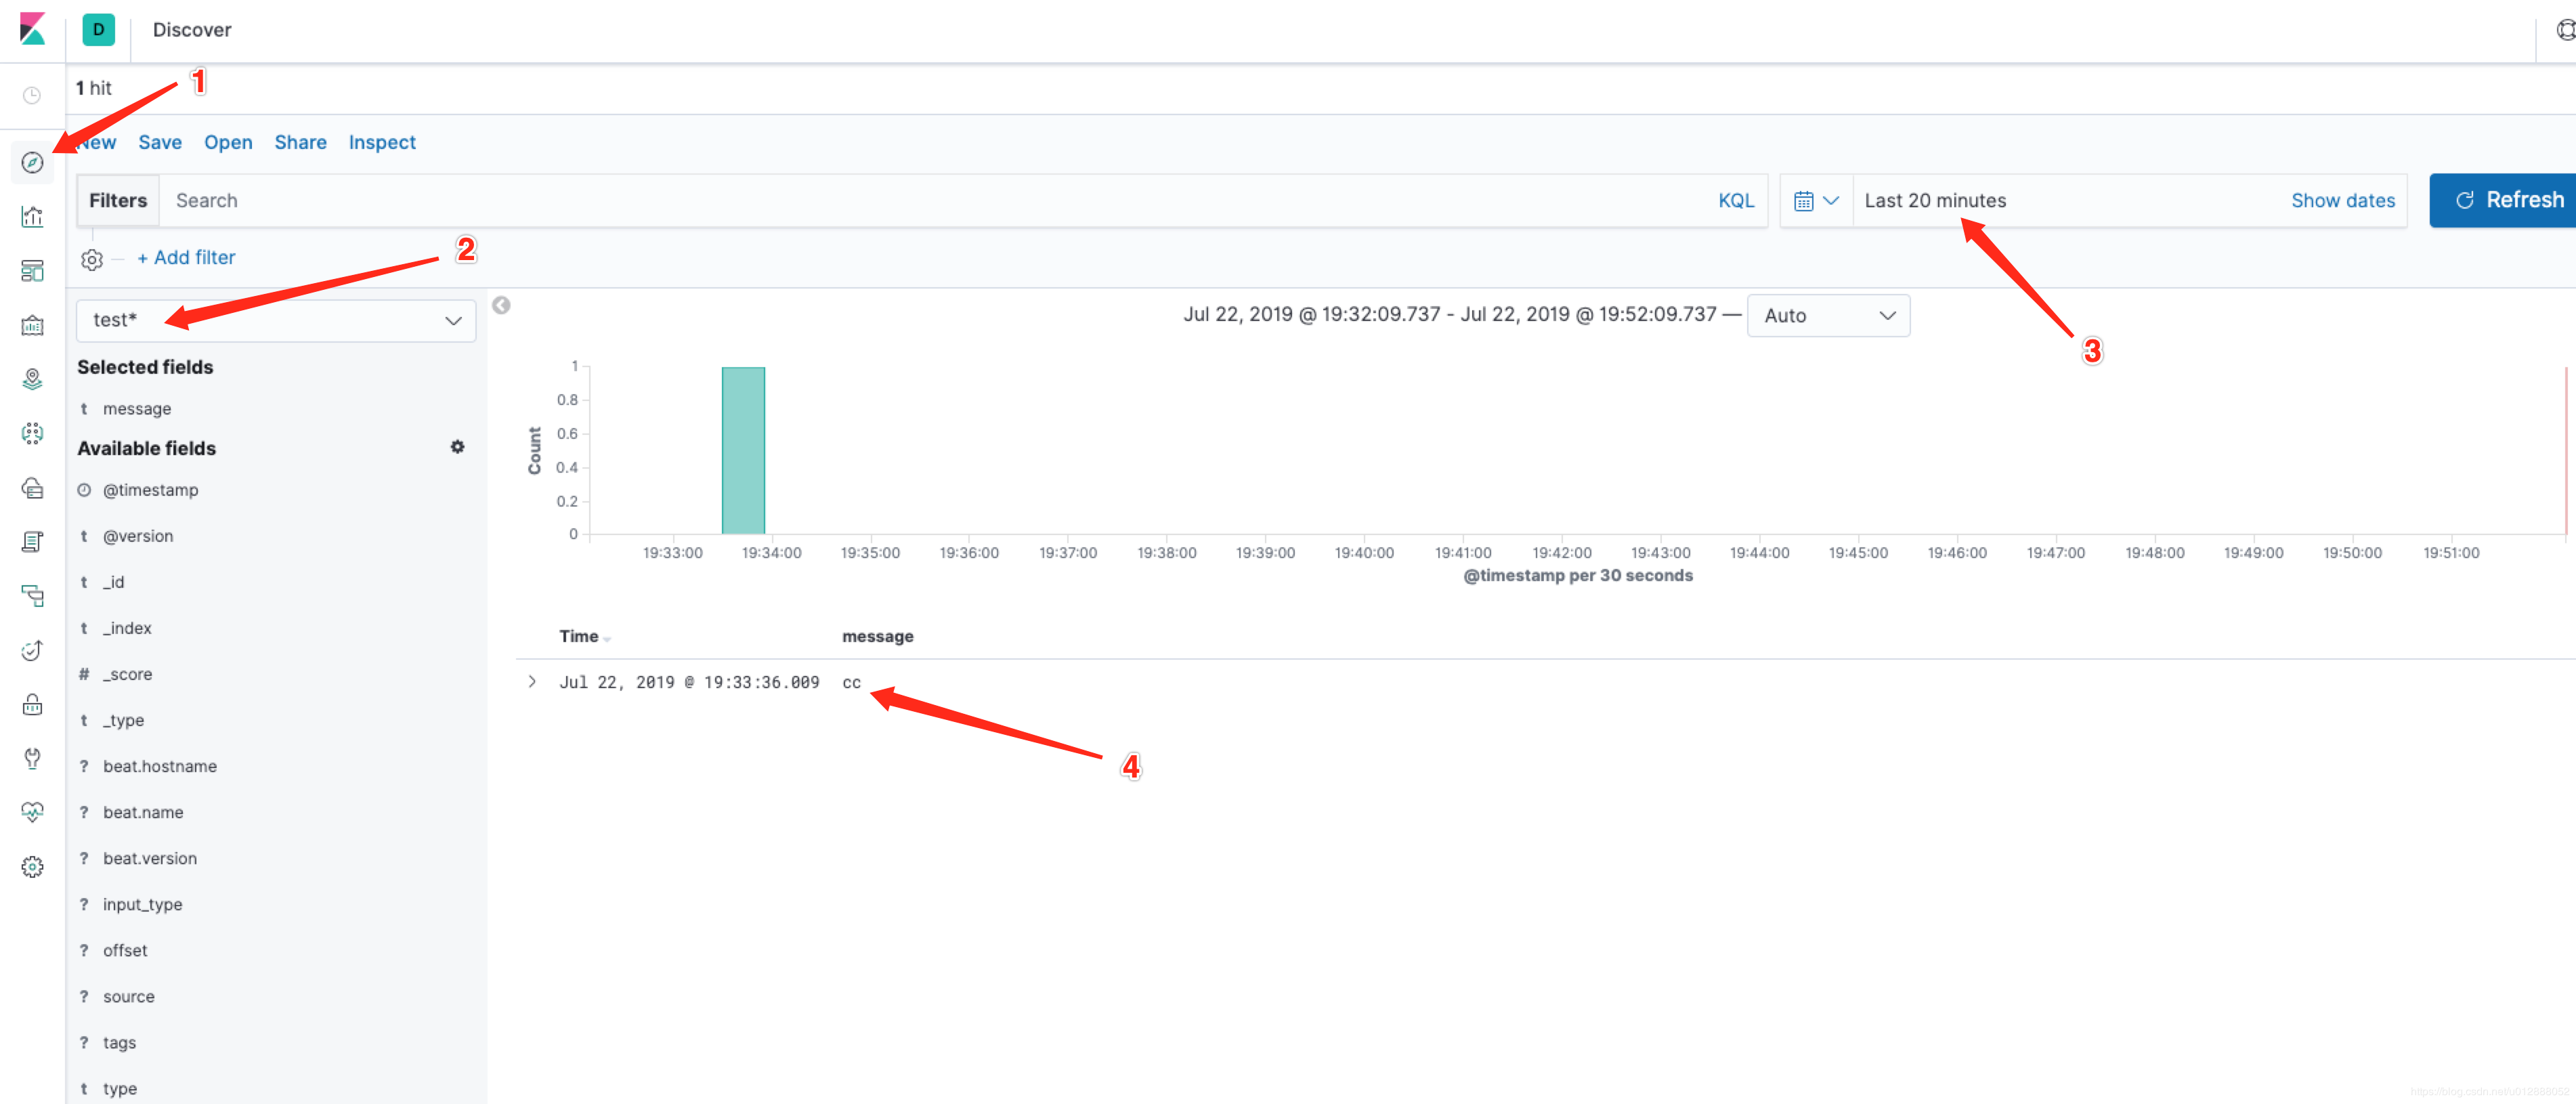 D Discover
1 hit
1
New Save Open Share Inspect
Filters Search KQL Last 20 minutes Show dates Refresh
+ Add filter
2
test*
Jul 22, 2019 @ 19:32:09.737 - Jul 22, 2019 @ 19:52:09.737 — Auto
3
Selected fields
t message
Available fields
@timestamp
t @version
t _id
t _index
# _score
t _type
? beat.hostname
? beat.name
? beat.version
? input_type
? offset
? source
? tags
t type
Count
1
0.8
0.6
0.4
0.2
0
19:33:00 19:34:00 19:35:00 19:36:00 19:37:00 19:38:00 19:39:00 19:40:00 19:41:00 19:42:00 19:43:00 19:44:00 19:45:00 19:46:00 19:47:00 19:48:00 19:49:00 19:50:00 19:51:00
@timestamp per 30 seconds
Time message
Jul 22, 2019 @ 19:33:36.009 cc
4